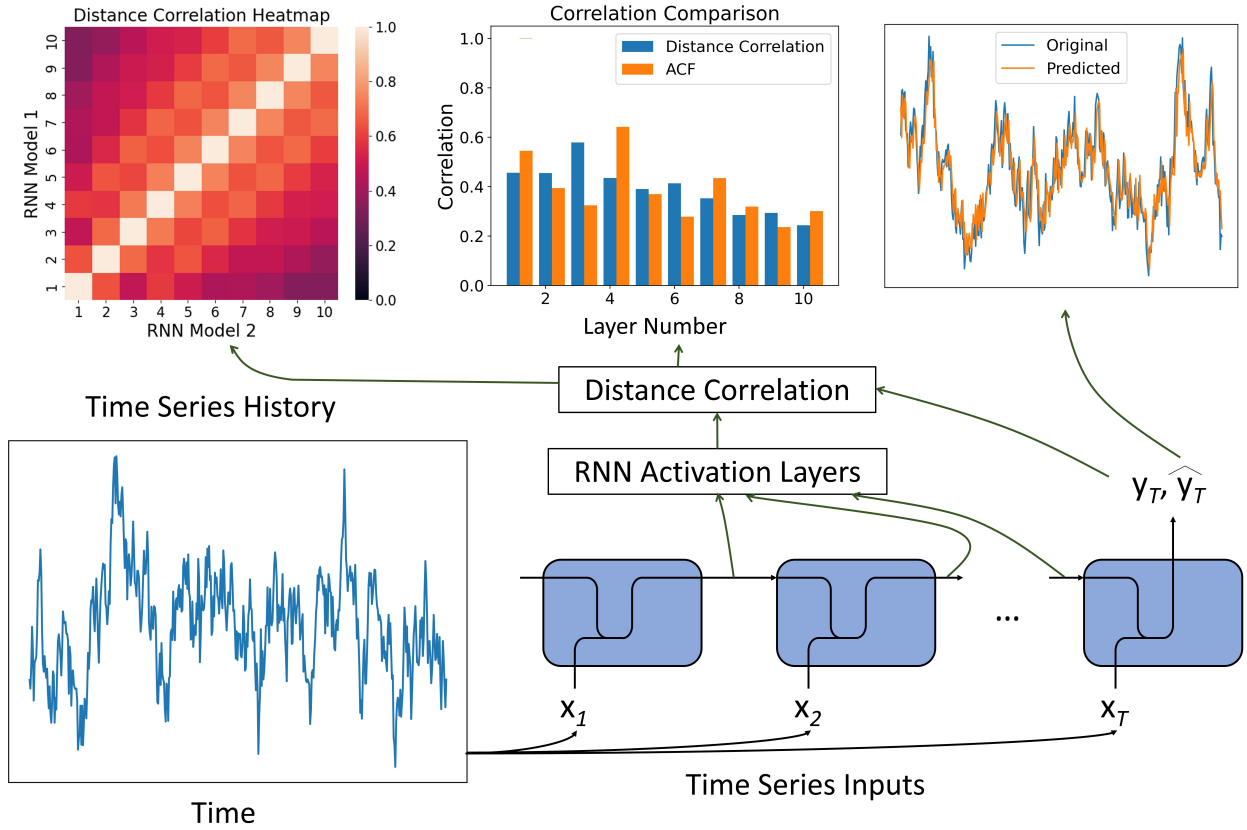 Distance Correlation Heatmap
RNN Model 1
10
9
8
7
6
5
4
3
2
1
1 2 3 4 5 6 7 8 9 10
RNN Model 2
1.0
0.8
0.6
0.4
0.2
0.0
Correlation Comparison
Correlation
1.0
0.8
0.6
0.4
0.2
0.0
Distance Correlation
ACF
2 4 6 8 10
Layer Number
Original
Predicted
Distance Correlation
RNN Activation Layers
Time Series History
Time
y_T, ŷ_T
...
x_1
x_2
x_T
Time Series Inputs